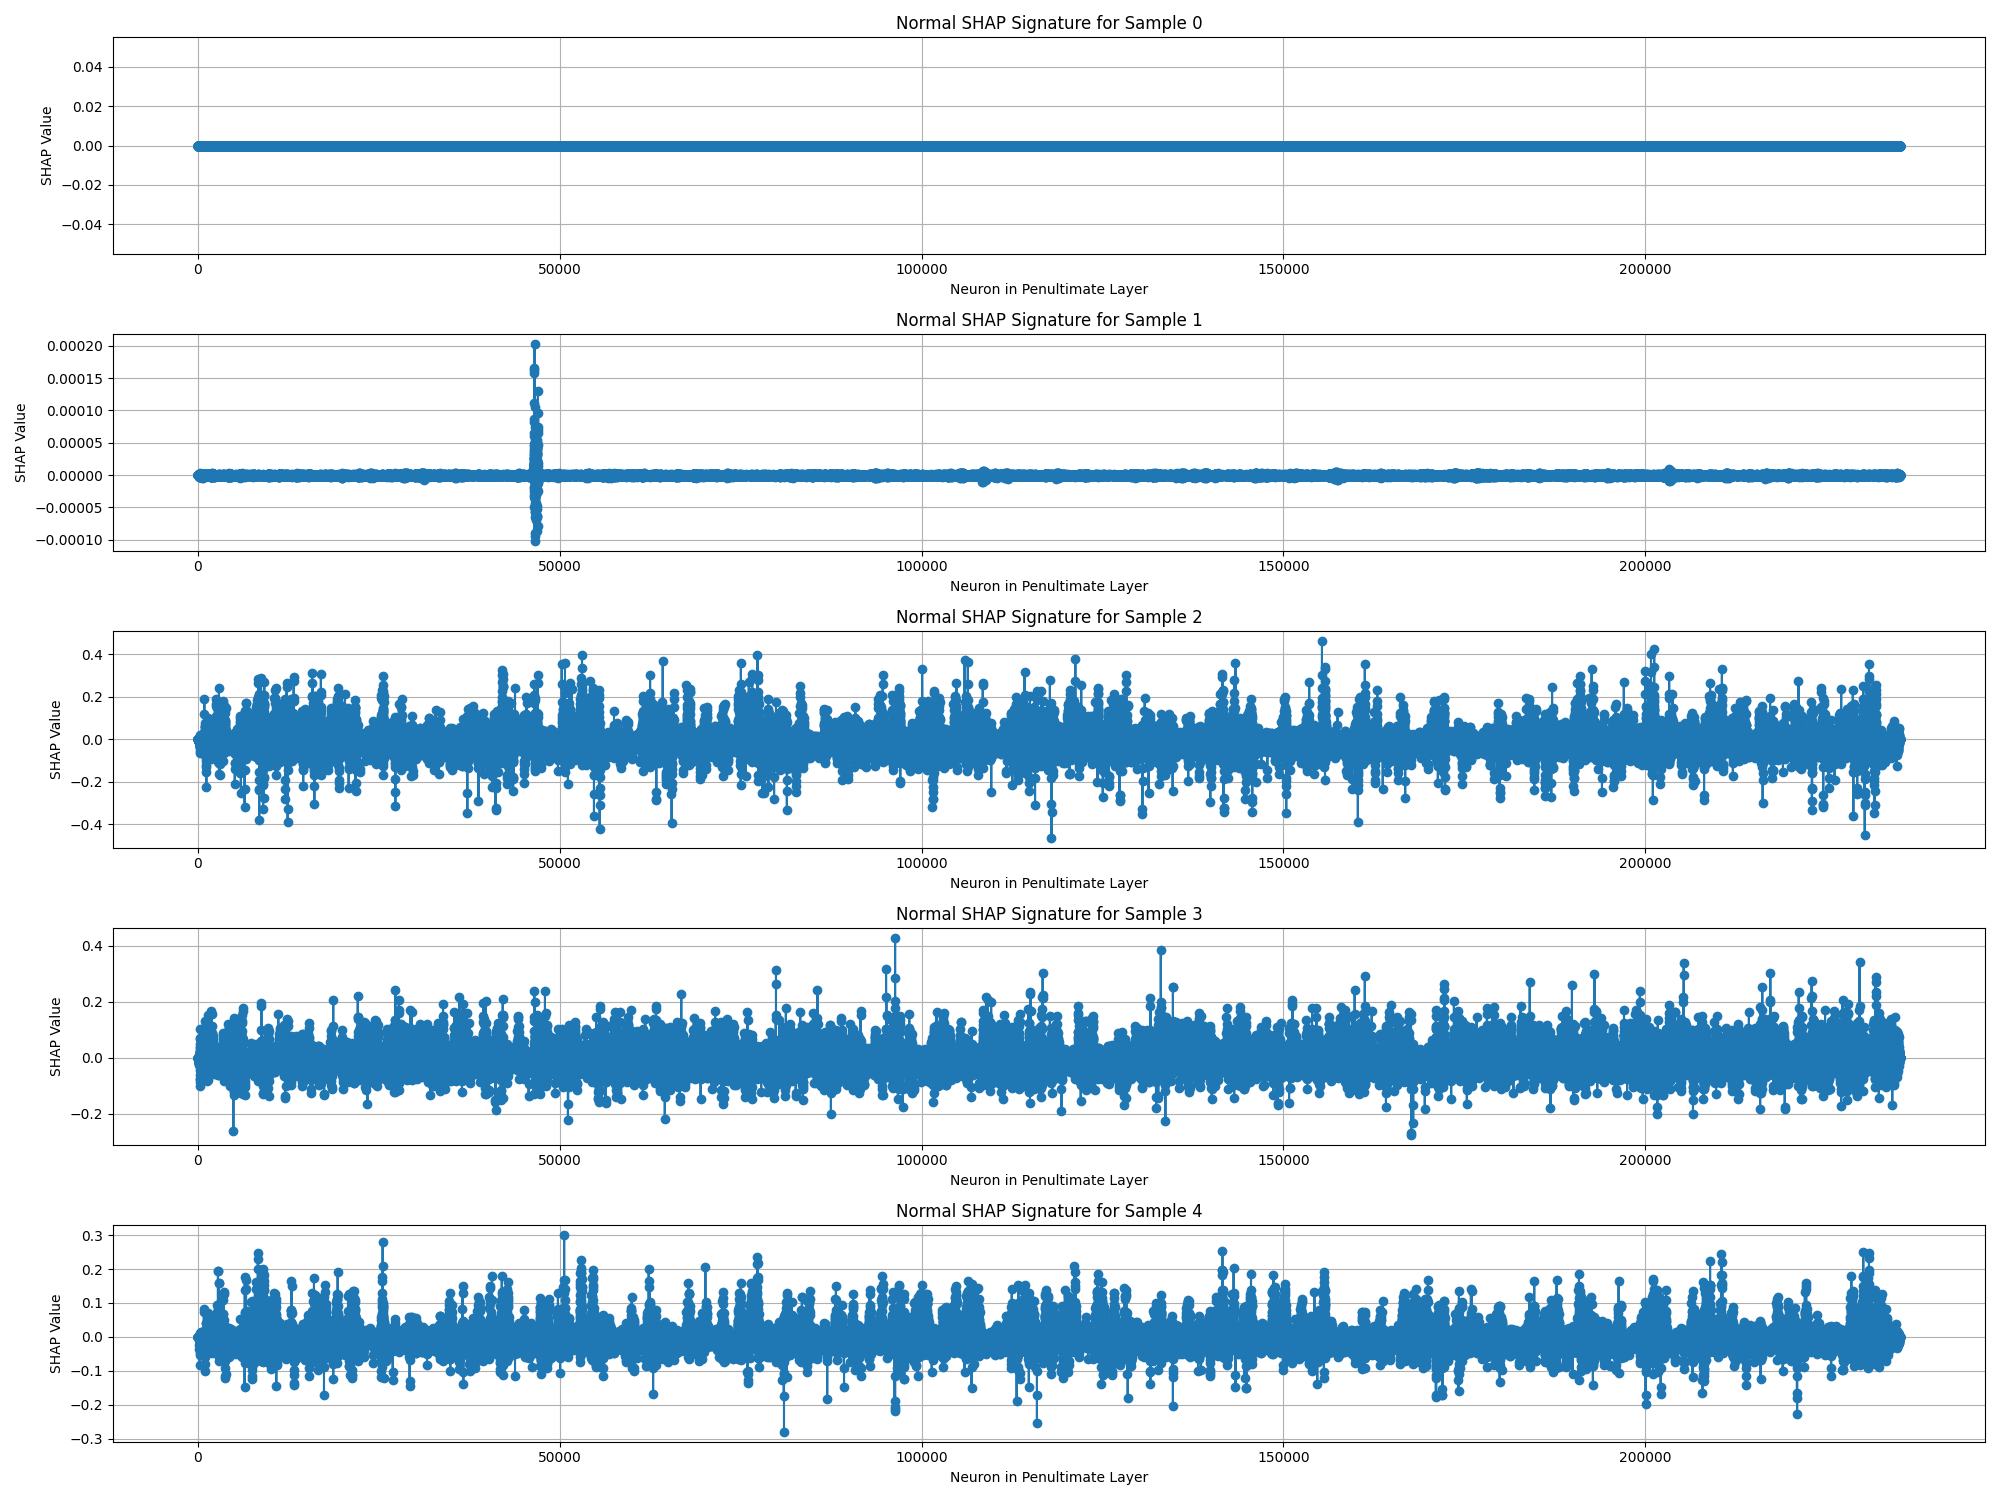 Normal SHAP Signature for Sample 0
0.04
0.02
0.00
−0.02
−0.04
SHAP Value
0 50000 100000 150000 200000
Neuron in Penultimate Layer
Normal SHAP Signature for Sample 1
0.00020
0.00015
0.00010
0.00005
0.00000
−0.00005
−0.00010
SHAP Value
0 50000 100000 150000 200000
Neuron in Penultimate Layer
Normal SHAP Signature for Sample 2
0.4
0.2
0.0
−0.2
−0.4
SHAP Value
0 50000 100000 150000 200000
Neuron in Penultimate Layer
Normal SHAP Signature for Sample 3
0.4
0.2
0.0
−0.2
SHAP Value
0 50000 100000 150000 200000
Neuron in Penultimate Layer
Normal SHAP Signature for Sample 4
0.3
0.2
0.1
0.0
−0.1
−0.2
−0.3
SHAP Value
0 50000 100000 150000 200000
Neuron in Penultimate Layer